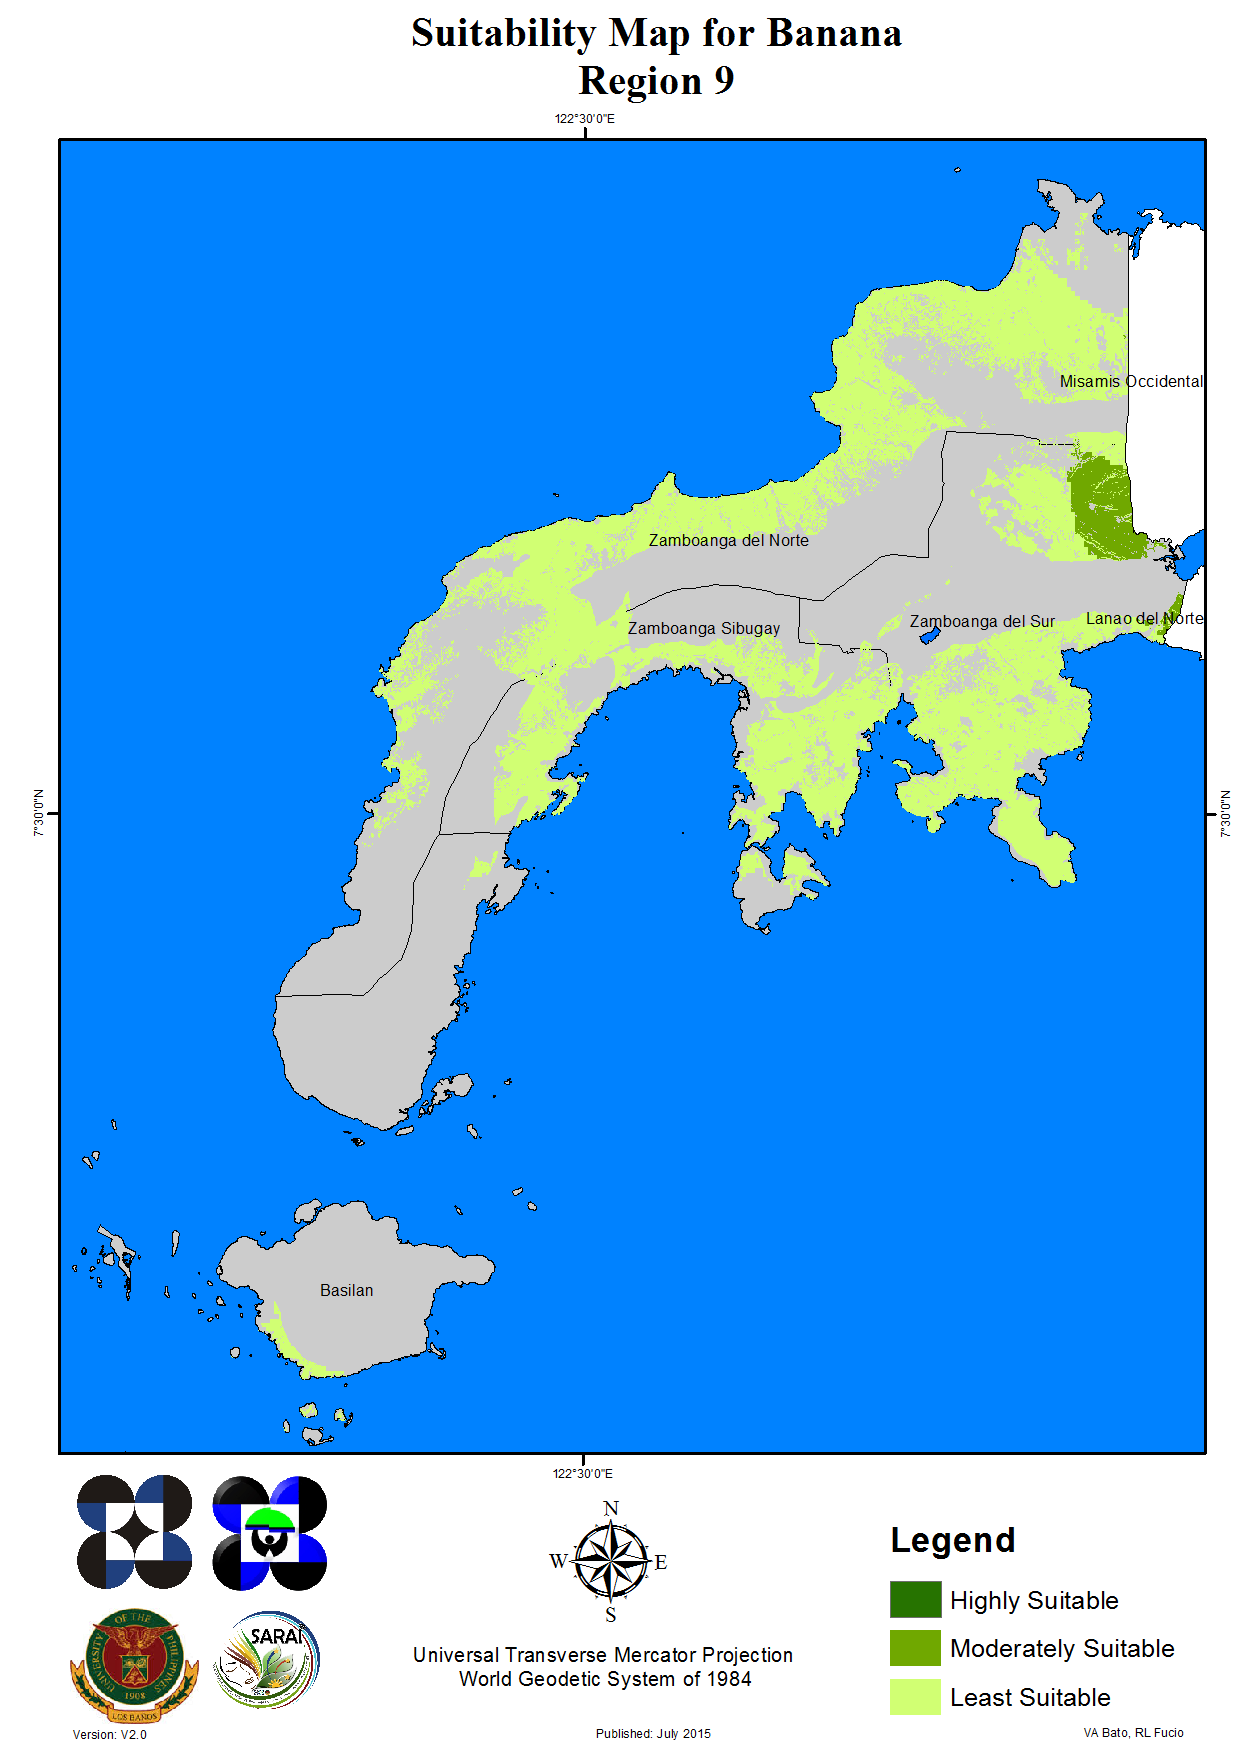 Suitability Map for Banana
Region 9
122°30'0"E
Misamis Occidental
Zamboanga del Norte
Zamboanga Sibugay
Zamboanga del Sur
Lanao del Norte
7°30'0"N
7°30'0"N
Basilan
122°30'0"E
N
W E
S
Legend
Highly Suitable
Moderately Suitable
Least Suitable
UNIVERSITY OF THE PHILIPPINES
1908
LOS BAÑOS
SARAI
Universal Transverse Mercator Projection
World Geodetic System of 1984
Version: V2.0
Published: July 2015
VA Bato, RL Fucio